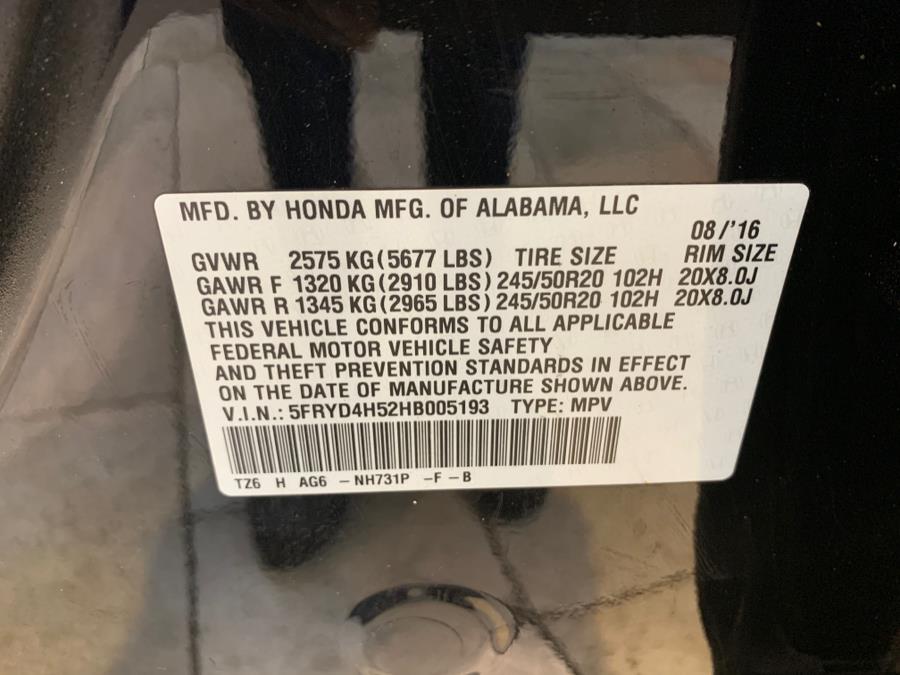 MFD. BY HONDA MFG. OF ALABAMA, LLC
08/'16
GVWR 2575 KG(5677 LBS) TIRE SIZE RIM SIZE
GAWR F 1320 KG(2910 LBS) 245/50R20 102H 20X8.0J
GAWR R 1345 KG(2965 LBS) 245/50R20 102H 20X8.0J
THIS VEHICLE CONFORMS TO ALL APPLICABLE
FEDERAL MOTOR VEHICLE SAFETY
AND THEFT PREVENTION STANDARDS IN EFFECT
ON THE DATE OF MANUFACTURE SHOWN ABOVE.
V.I.N.: 5FRYD4H52HB005193 TYPE: MPV
TZ6 H AG6 -NH731P -F -B